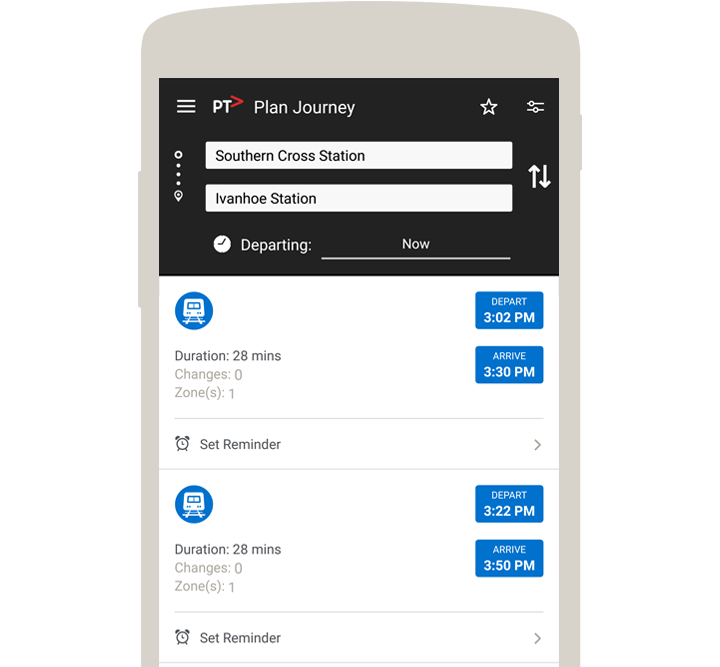 PTV Plan Journey
Southern Cross Station
Ivanhoe Station
Departing: Now
DEPART
3:02 PM
Duration: 28 mins
Changes: 0
Zone(s): 1
ARRIVE
3:30 PM
Set Reminder
DEPART
3:22 PM
Duration: 28 mins
Changes: 0
Zone(s): 1
ARRIVE
3:50 PM
Set Reminder